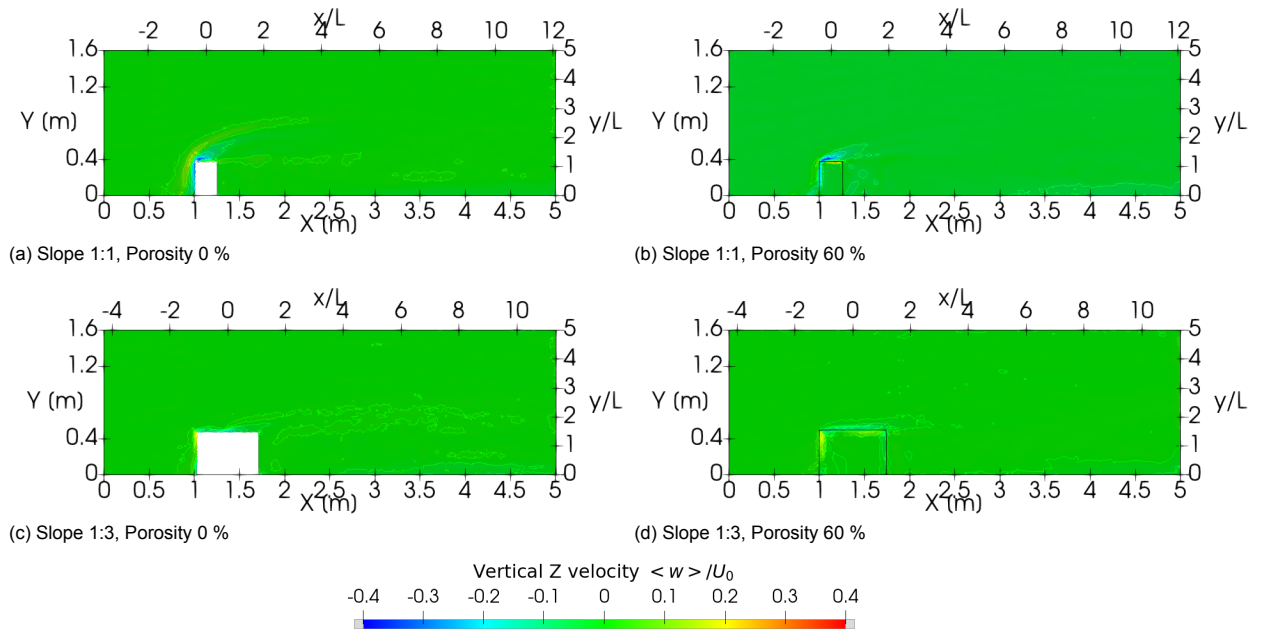 x/L x/L
-2 0 2 4 6 8 10 12 -2 0 2 4 6 8 10 12
1.6 5 1.6 5
4 4
1.2 1.2
3 3
Y (m) y/L Y (m) y/L
2 2
0.4 1 0.4 1
0 0 0 0
0 0.5 1 1.5 2 2.5 3 3.5 4 4.5 5 0 0.5 1 1.5 2 2.5 3 3.5 4 4.5 5
X (m) X (m)
(a) Slope 1:1, Porosity 0 % (b) Slope 1:1, Porosity 60 %
x/L x/L
-4 -2 0 2 4 6 8 10 -4 -2 0 2 4 6 8 10
1.6 5 1.6 5
4 4
1.2 1.2
3 3
Y (m) y/L Y (m) y/L
2 2
0.4 1 0.4 1
0 0 0 0
0 0.5 1 1.5 2 2.5 3 3.5 4 4.5 5 0 0.5 1 1.5 2 2.5 3 3.5 4 4.5 5
X (m) X (m)
(c) Slope 1:3, Porosity 0 % (d) Slope 1:3, Porosity 60 %
Vertical Z velocity < w > /U₀
-0.4 -0.3 -0.2 -0.1 0 0.1 0.2 0.3 0.4